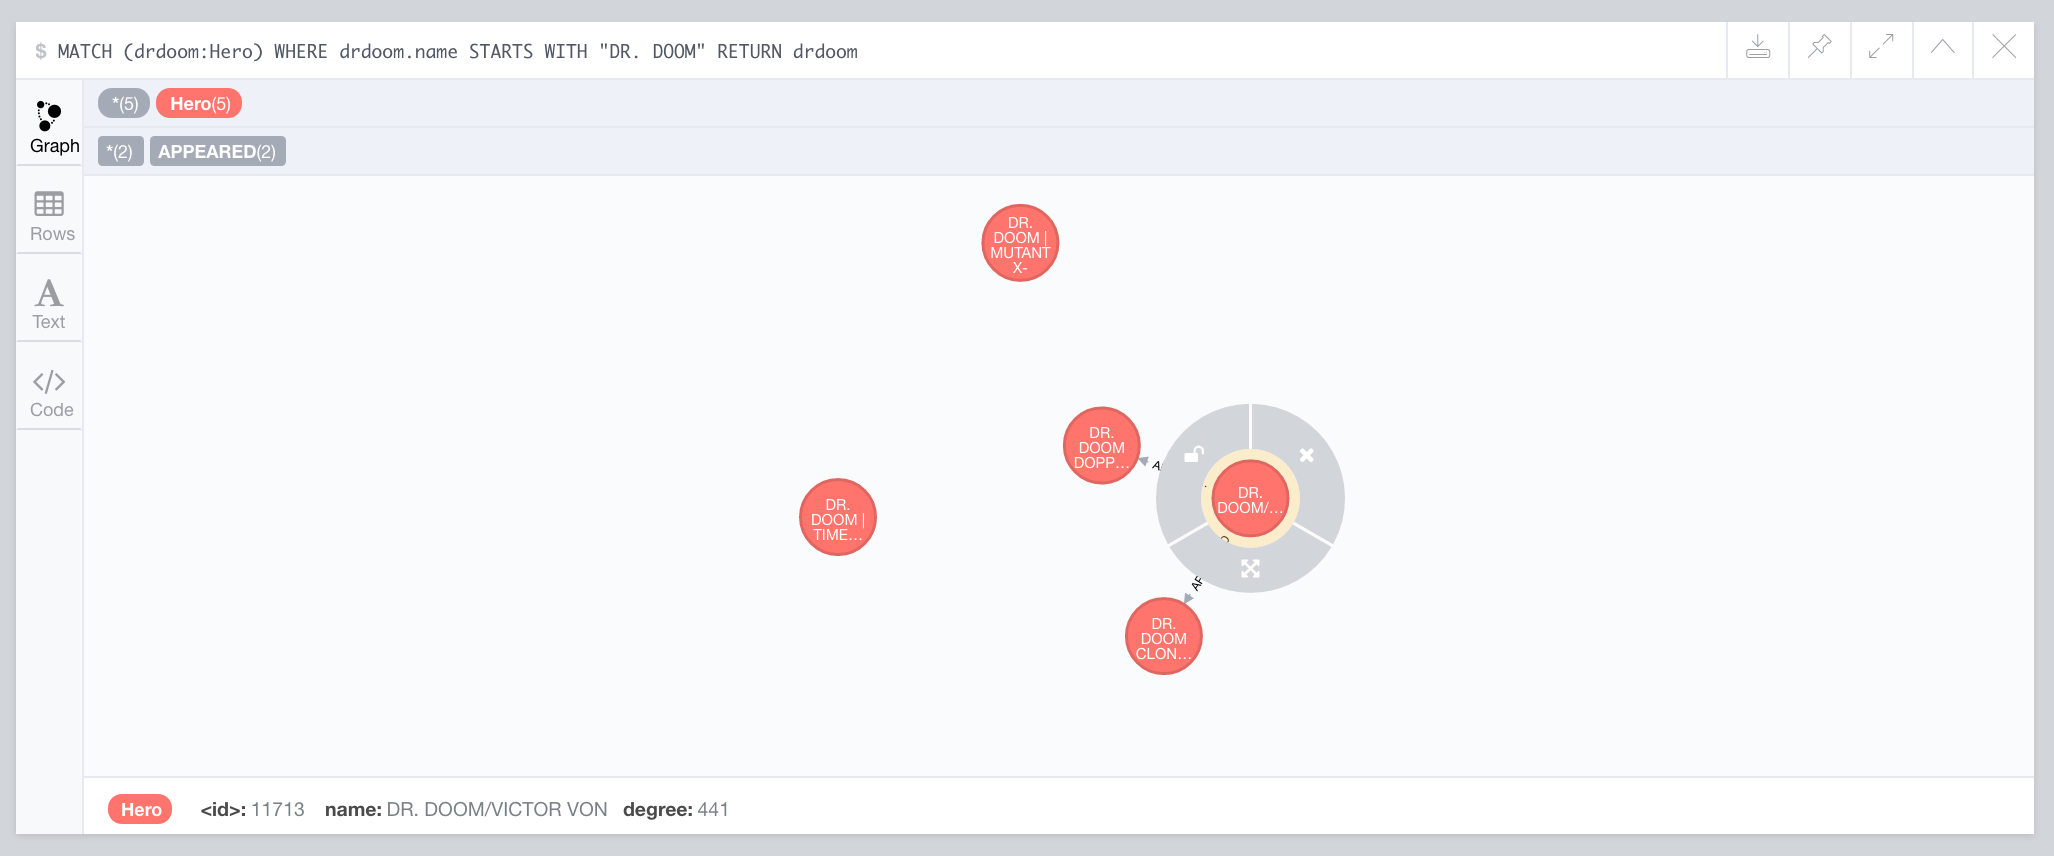 $ MATCH (drdoom:Hero) WHERE drdoom.name STARTS WITH "DR. DOOM" RETURN drdoom
*(5) Hero(5)
*(2) APPEARED(2)
Graph
Rows
Text
Code
DR.
DOOM |
MUTANT
X-
DR.
DOOM
DOPP...
DR.
DOOM/...
DR.
DOOM |
TIME...
DR.
DOOM
CLON...
Hero <id>: 11713 name: DR. DOOM/VICTOR VON degree: 441